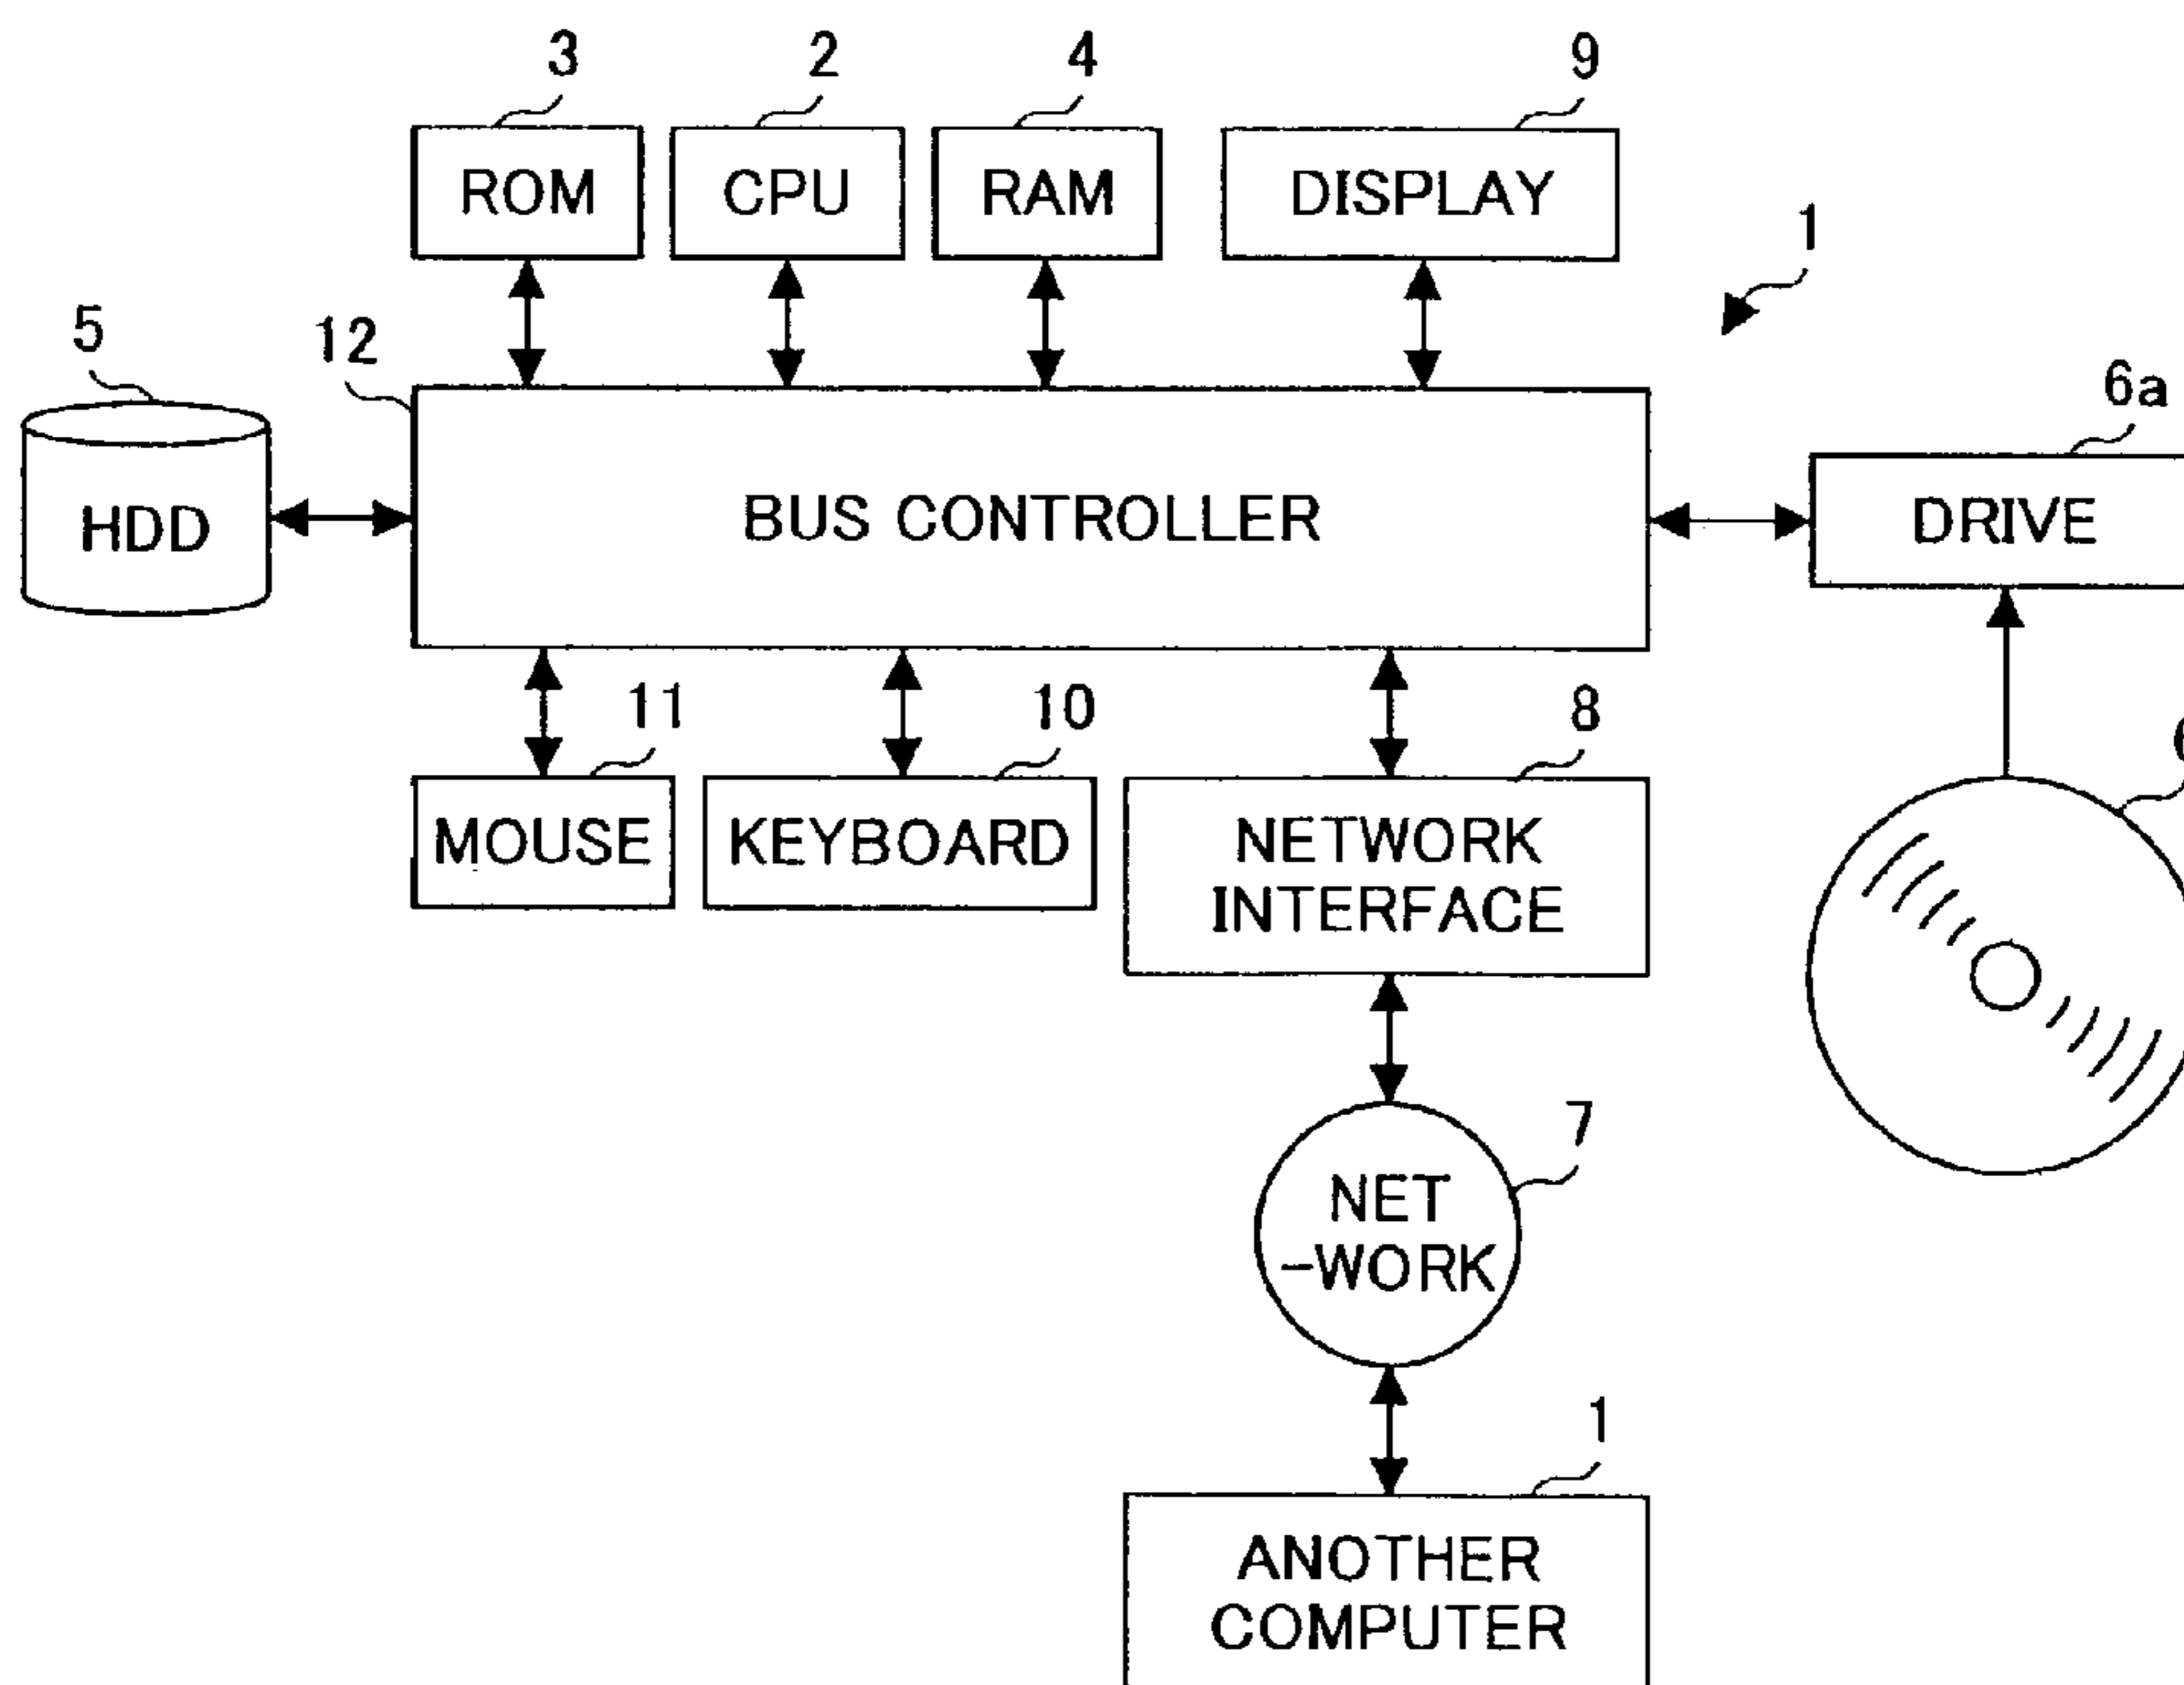 3
2
4
9
ROM
CPU
RAM
DISPLAY
1
5
12
6a
HDD
BUS CONTROLLER
DRIVE
11
10
8
6
MOUSE
KEYBOARD
NETWORK
INTERFACE
7
NET
-WORK
1
ANOTHER
COMPUTER